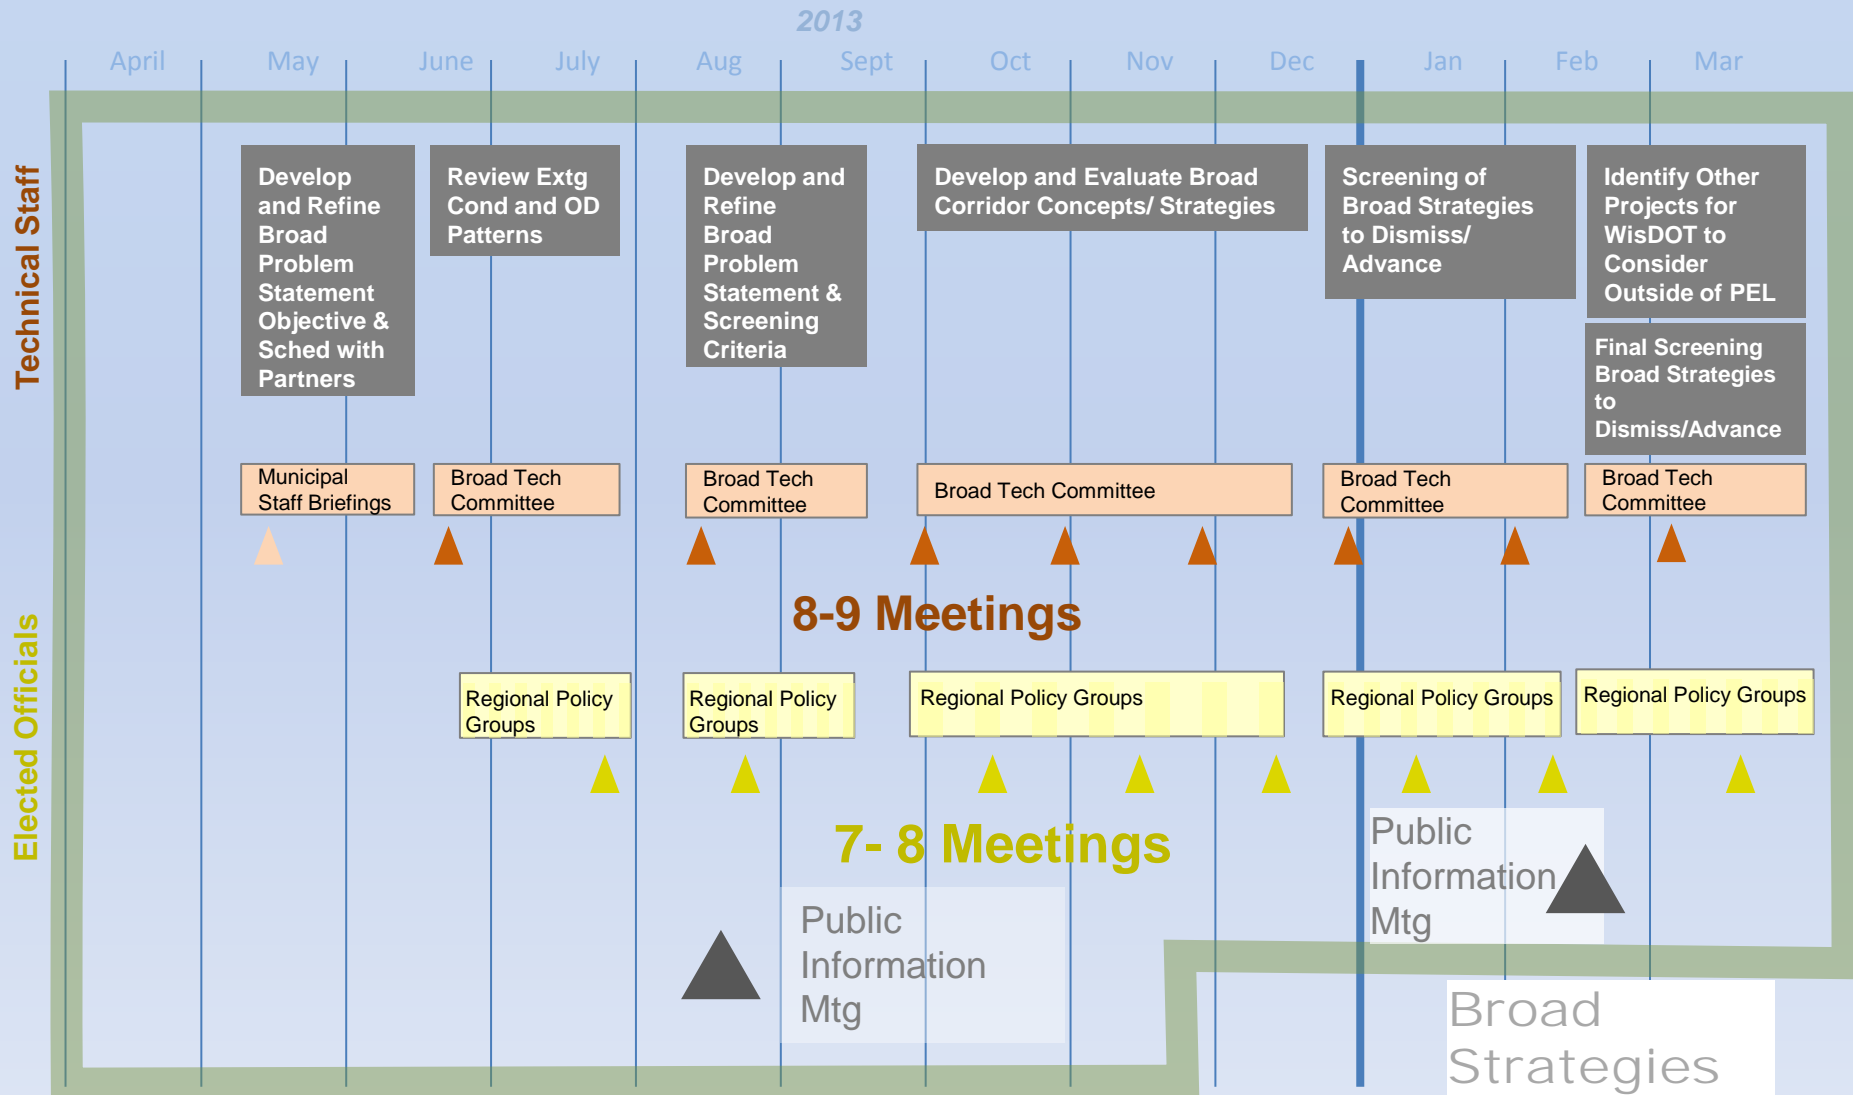 2013
April May June July Aug Sept Oct Nov Dec Jan Feb Mar
Technical Staff
Develop
and Refine
Broad
Problem
Statement
Objective &
Sched with
Partners
Review Extg
Cond and OD
Patterns
Develop and
Refine
Broad
Problem
Statement &
Screening
Criteria
Develop and Evaluate Broad
Corridor Concepts/ Strategies
Screening of
Broad Strategies
to Dismiss/
Advance
Identify Other
Projects for
WisDOT to
Consider
Outside of PEL
Final Screening
Broad Strategies
to
Dismiss/Advance
Municipal
Staff Briefings
Broad Tech
Committee
Broad Tech
Committee
Broad Tech Committee
Broad Tech
Committee
Broad Tech
Committee
8-9 Meetings
Elected Officials
Regional Policy
Groups
Regional Policy
Groups
Regional Policy Groups
Regional Policy Groups
Regional Policy Groups
7- 8 Meetings
Public
Information
Mtg
Public
Information
Mtg
Broad
Strategies